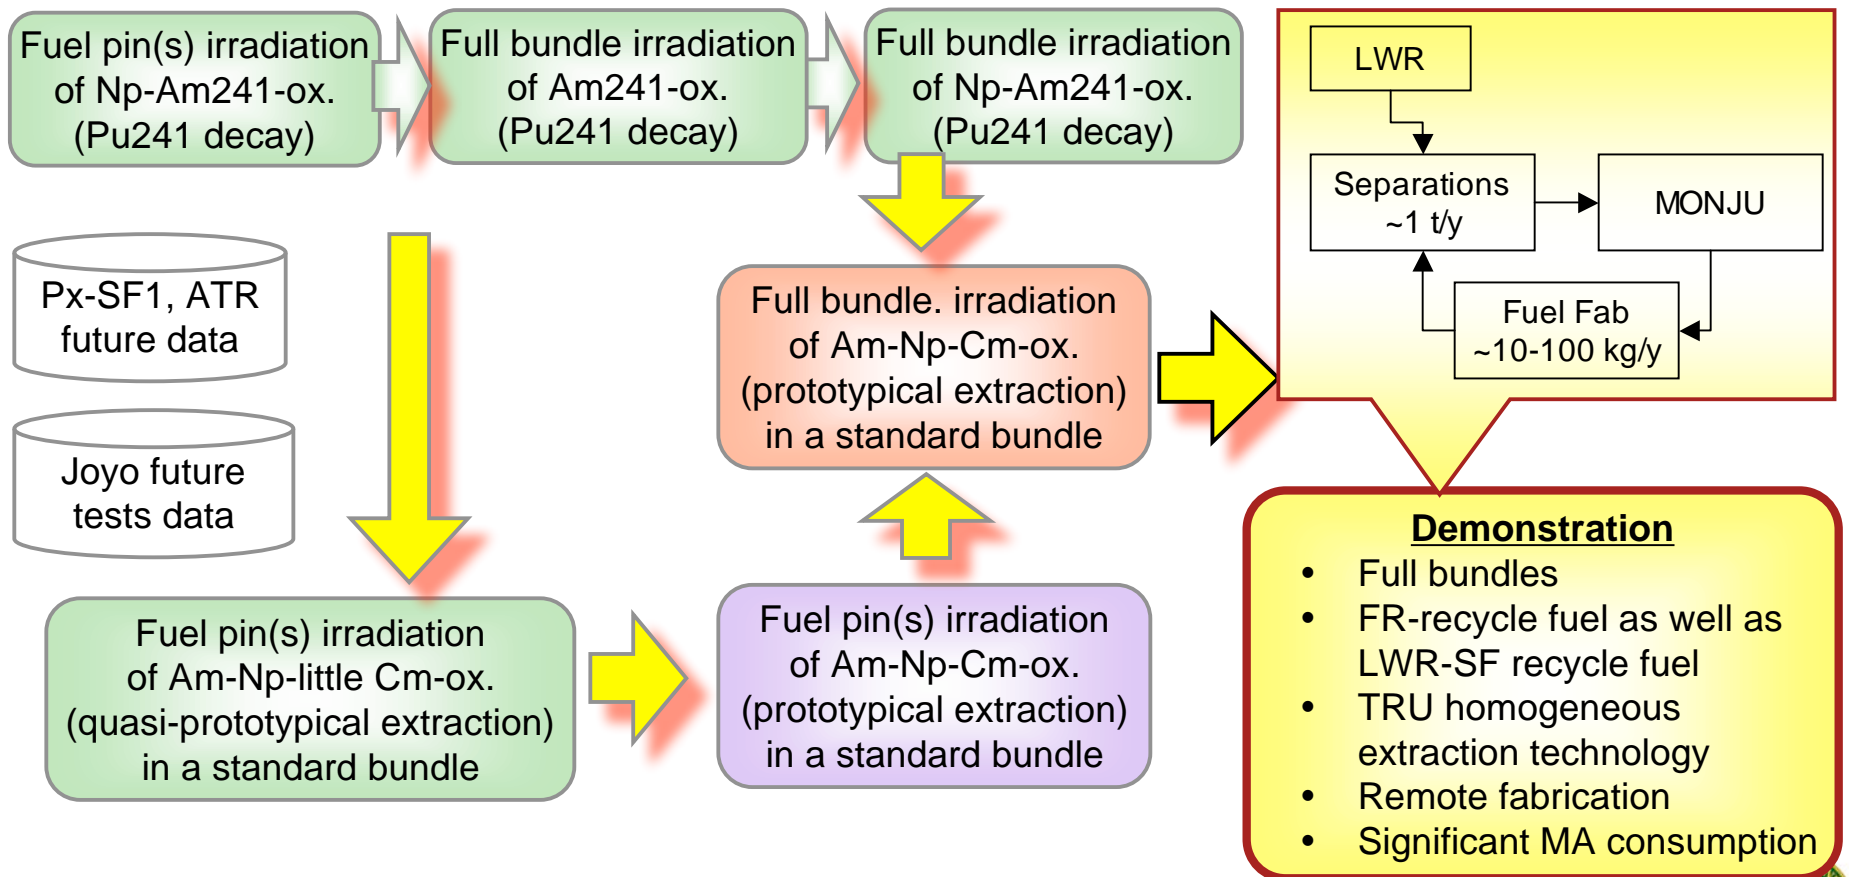 Fuel pin(s) irradiation
of Np-Am241-ox.
(Pu241 decay)
Full bundle irradiation
of Am241-ox.
(Pu241 decay)
Full bundle irradiation
of Np-Am241-ox.
(Pu241 decay)
LWR
Separations
~1 t/y
MONJU
Fuel Fab
~10-100 kg/y
Px-SF1, ATR
future data
Joyo future
tests data
Full bundle. irradiation
of Am-Np-Cm-ox.
(prototypical extraction)
in a standard bundle
Fuel pin(s) irradiation
of Am-Np-little Cm-ox.
(quasi-prototypical extraction)
in a standard bundle
Fuel pin(s) irradiation
of Am-Np-Cm-ox.
(prototypical extraction)
in a standard bundle
Demonstration
• Full bundles
• FR-recycle fuel as well as
LWR-SF recycle fuel
• TRU homogeneous
extraction technology
• Remote fabrication
• Significant MA consumption